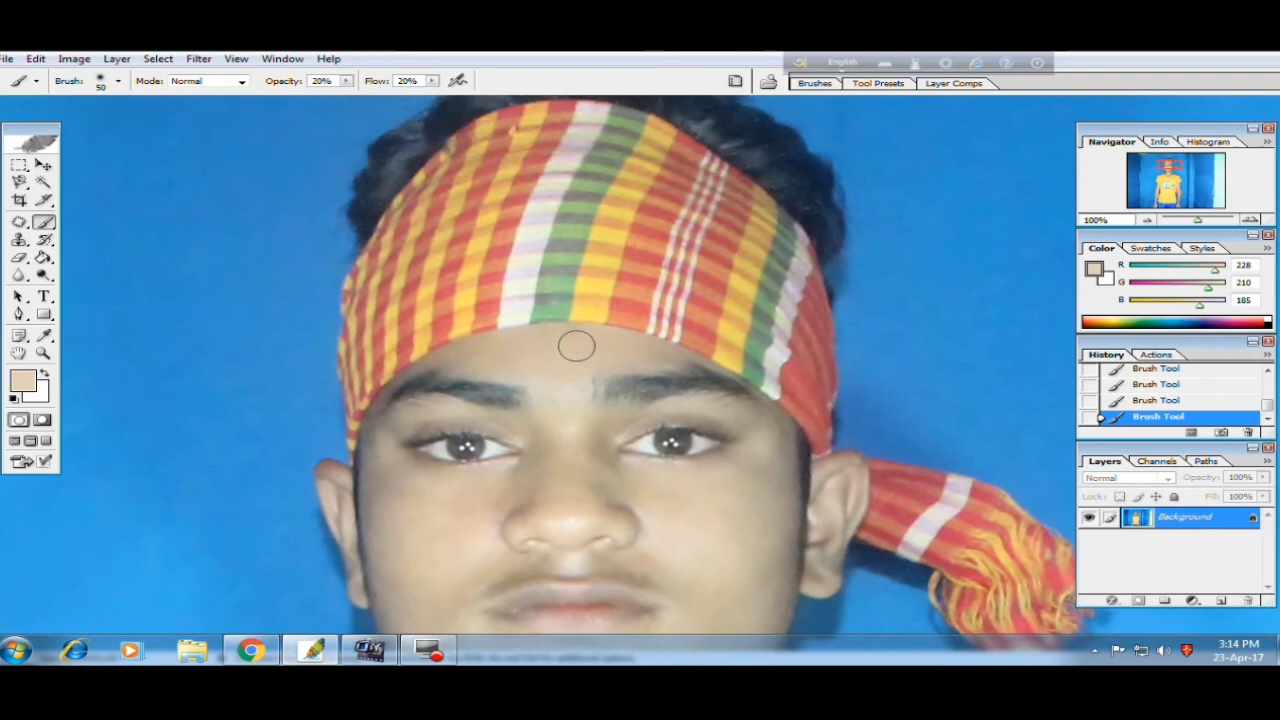 File Edit Image Layer Select Filter View Window Help
English
Brush: 50 Mode: Normal Opacity: 20% Flow: 20%
Brushes Tool Presets Layer Comps
Navigator Info Histogram
100%
Color Swatches Styles
R 228
G 210
B 185
History Actions
Brush Tool
Brush Tool
Brush Tool
Brush Tool
Layers Channels Paths
Normal Opacity: 100%
Lock: Fill: 100%
Background
3:14 PM
23-Apr-17